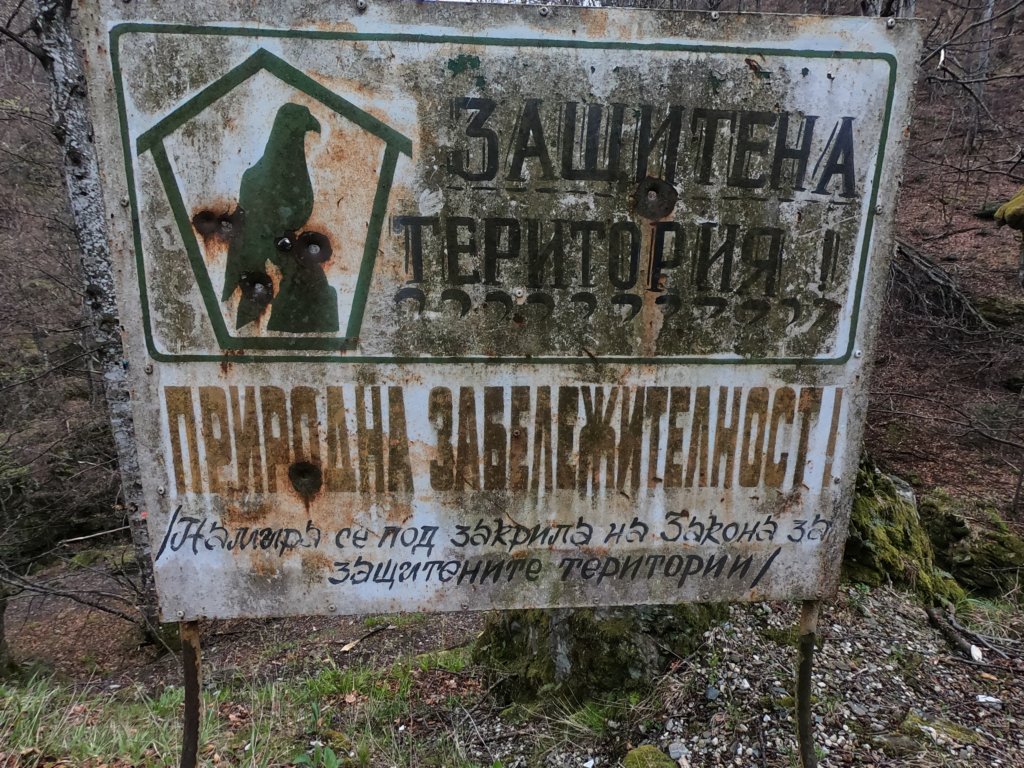 ЗАЩИТЕНА
ТЕРИТОРИЯ !
ПРИРОДНА ЗАБЕЛЕЖИТЕЛНОСТ !
/Намира се под закрила на Закона за
защитените територии/